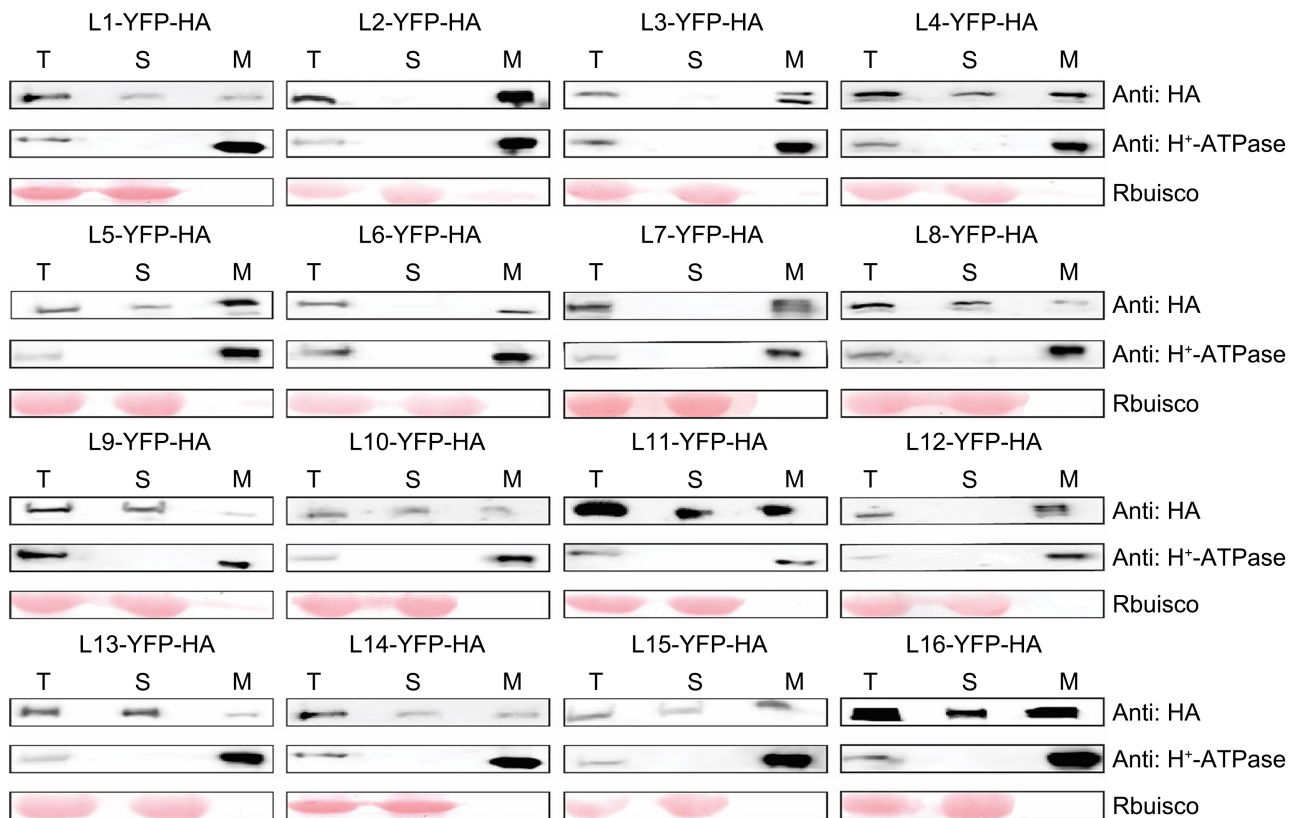 L1-YFP-HA L2-YFP-HA L3-YFP-HA L4-YFP-HA
T S M T S M T S M T S M
Anti: HA
Anti: H⁺-ATPase
Rbuisco
L5-YFP-HA L6-YFP-HA L7-YFP-HA L8-YFP-HA
T S M T S M T S M T S M
Anti: HA
Anti: H⁺-ATPase
Rbuisco
L9-YFP-HA L10-YFP-HA L11-YFP-HA L12-YFP-HA
T S M T S M T S M T S M
Anti: HA
Anti: H⁺-ATPase
Rbuisco
L13-YFP-HA L14-YFP-HA L15-YFP-HA L16-YFP-HA
T S M T S M T S M T S M
Anti: HA
Anti: H⁺-ATPase
Rbuisco